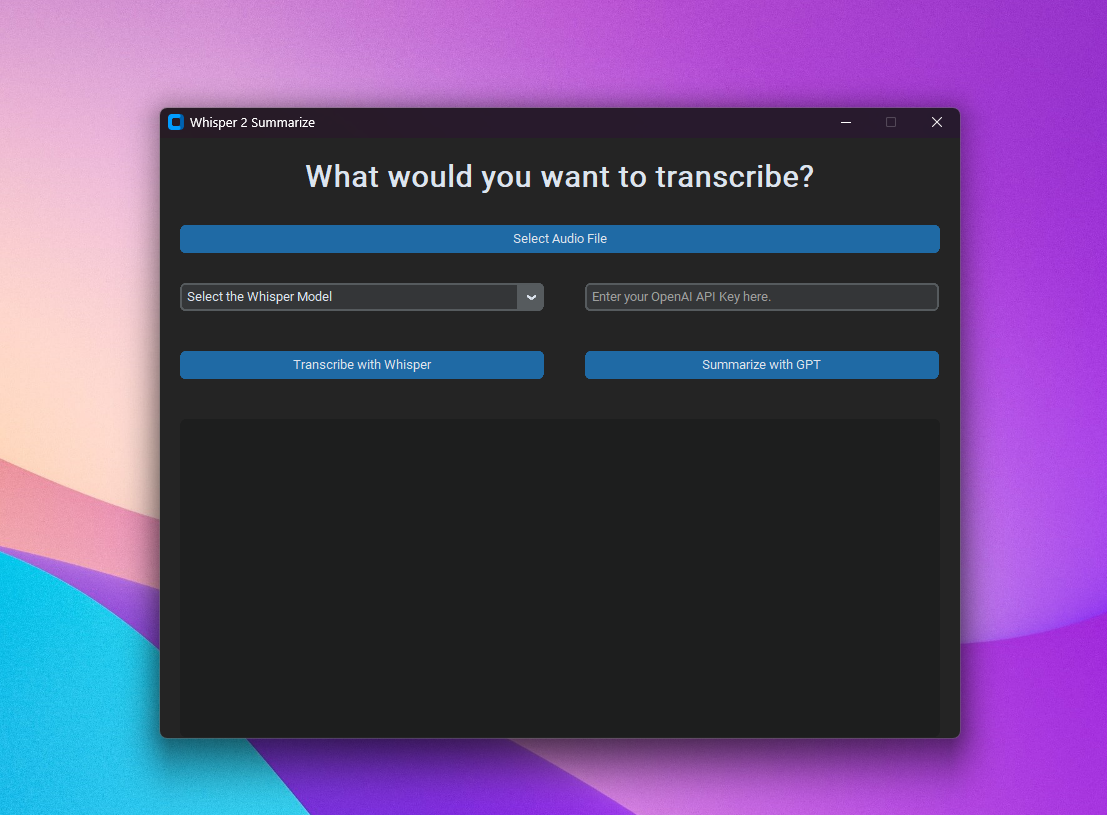 Whisper 2 Summarize
What would you want to transcribe?
Select Audio File
Select the Whisper Model
Enter your OpenAI API Key here.
Transcribe with Whisper
Summarize with GPT